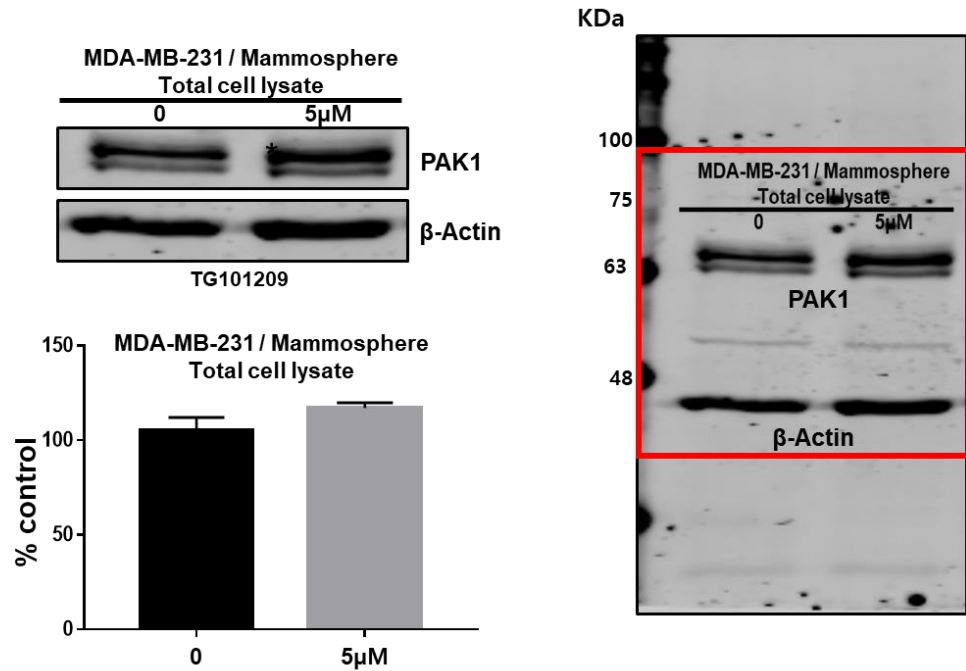 MDA-MB-231 / Mammosphere
Total cell lysate
0 5µM
*
PAK1
β-Actin
TG101209
MDA-MB-231 / Mammosphere
Total cell lysate
% control
150
100
50
0
0 5µM
KDa
100
75
63
48
MDA-MB-231 / Mammosphere
Total cell lysate
0 5µM
PAK1
β-Actin